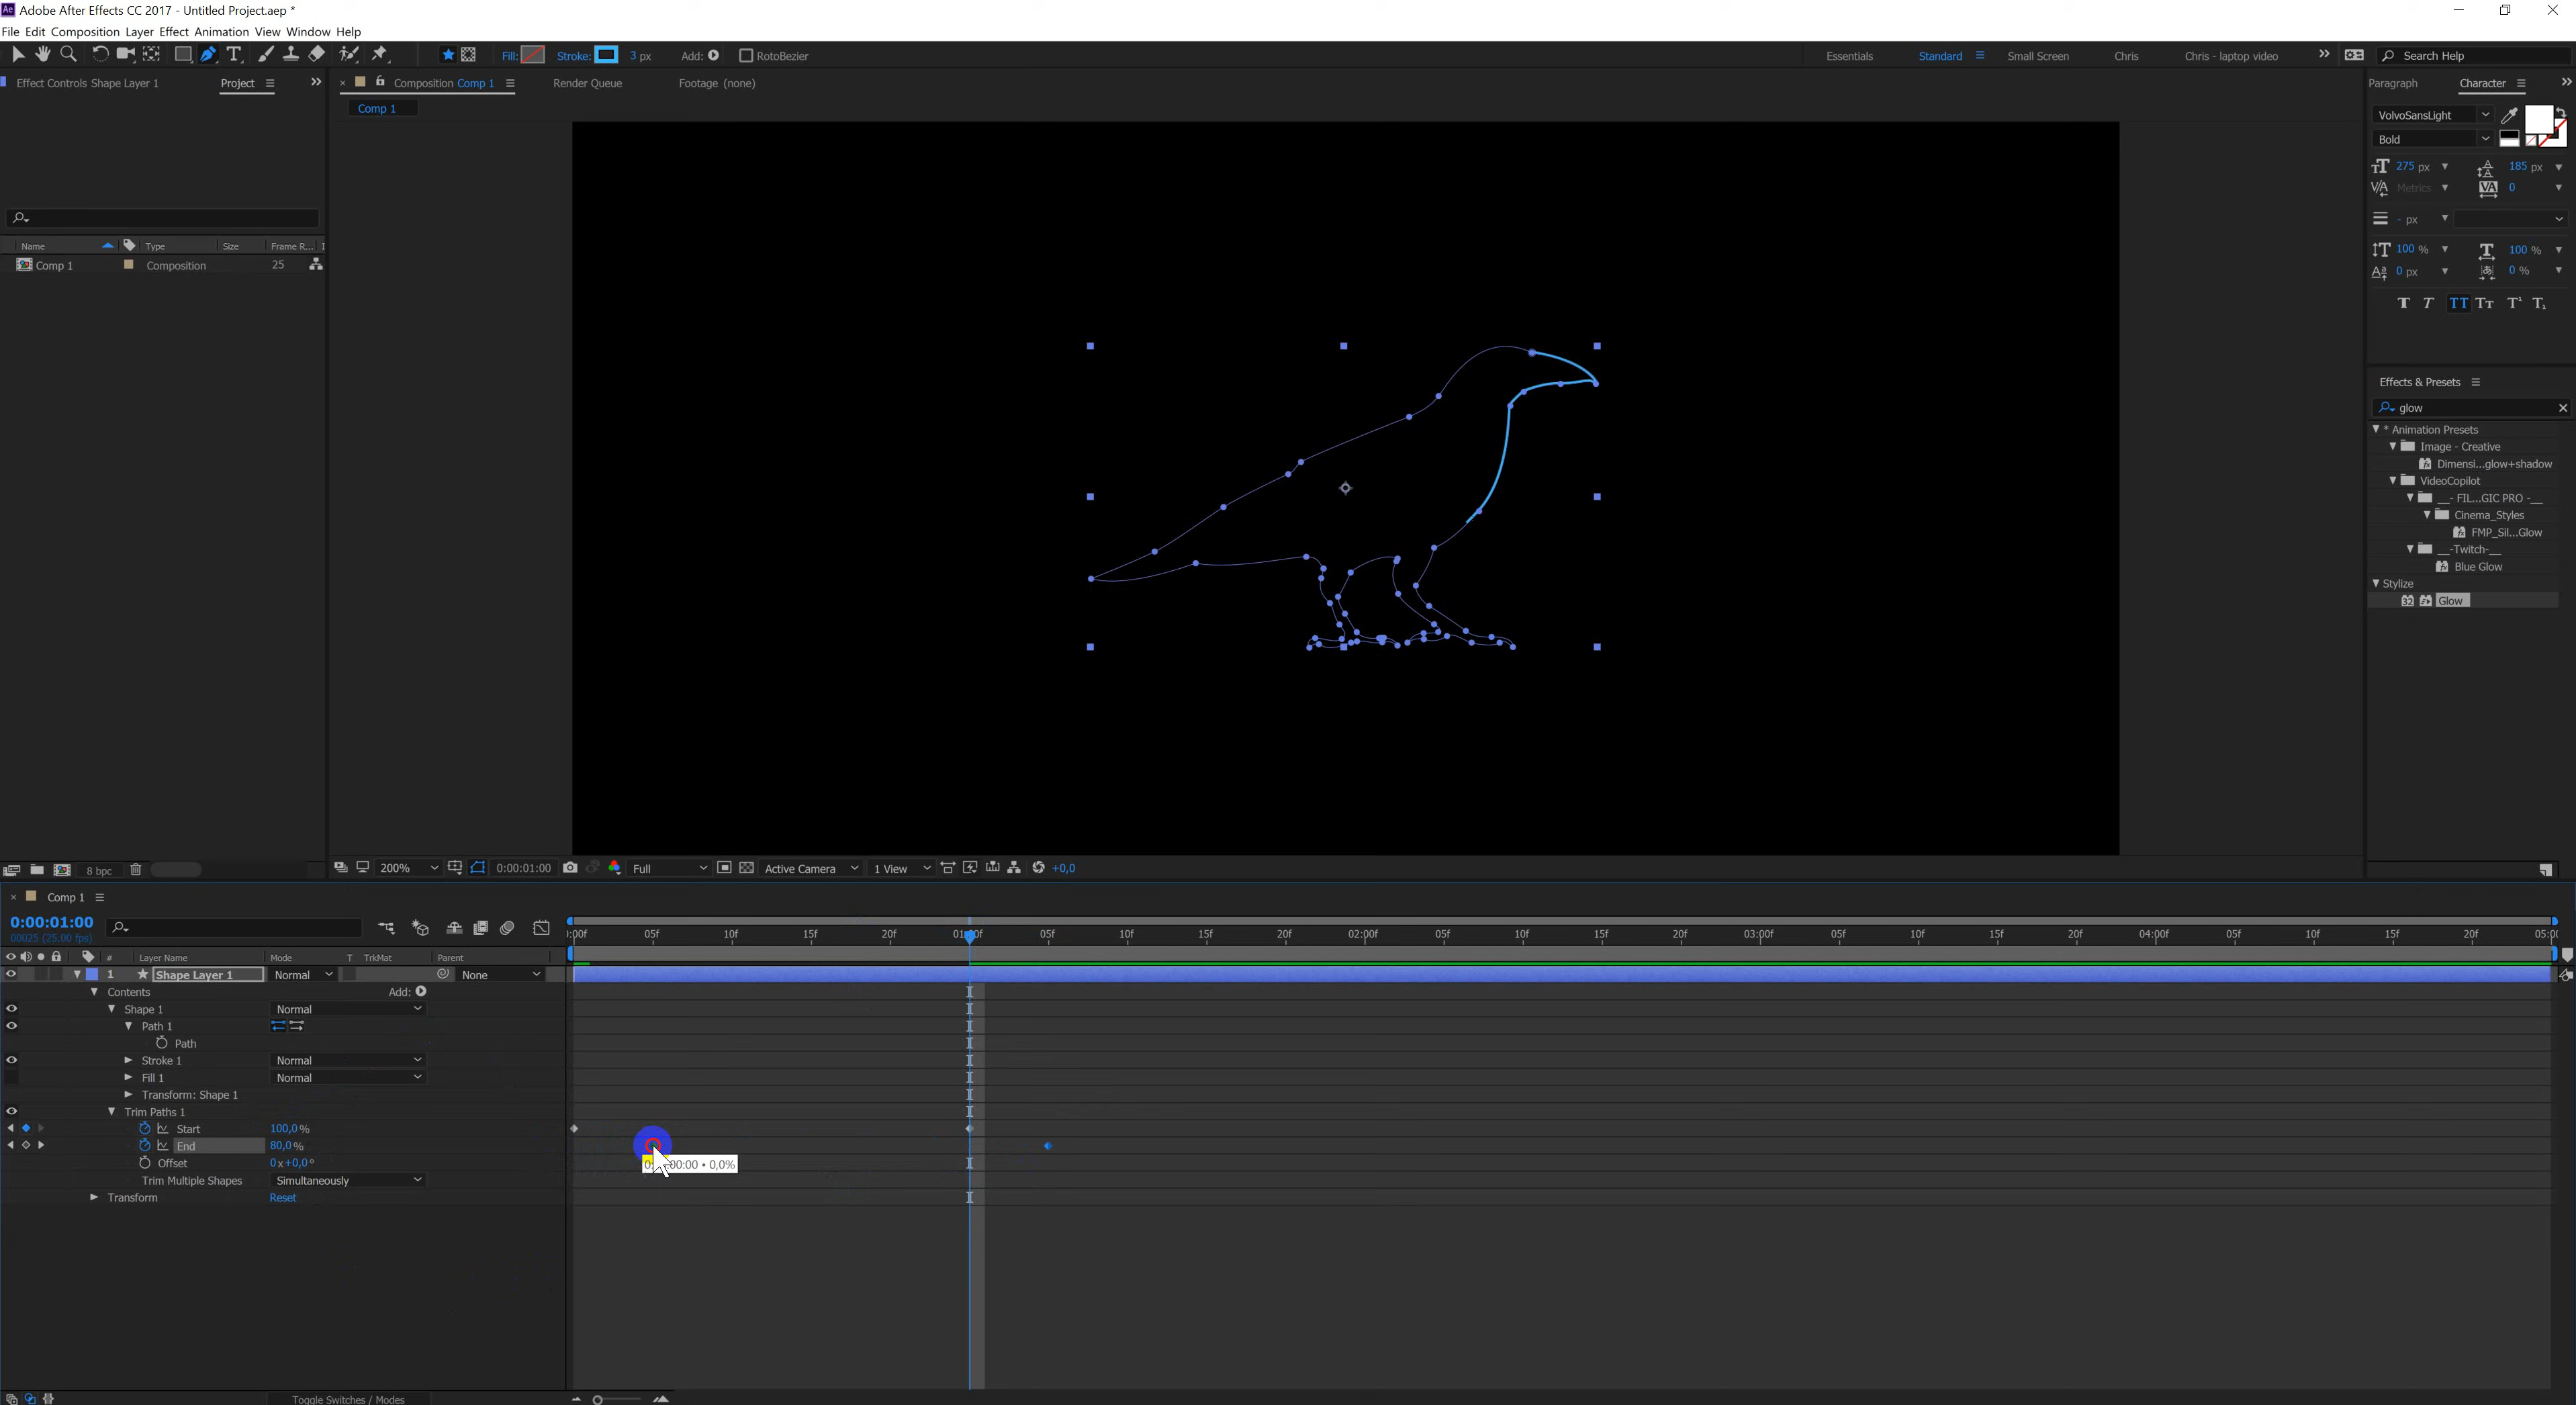 Adobe After Effects CC 2017 - Untitled Project.aep *
File Edit Composition Layer Effect Animation View Window Help
Fill: Stroke: 3 px Add: RotoBezier Essentials Standard Small Screen Chris Chris - laptop video Search Help
Effect Controls Shape Layer 1 Project Composition Comp 1 Render Queue Footage (none) Paragraph Character
Comp 1
VolvoSansLight
Bold
275 px 185 px
Metrics 0
- px
100 % 100 %
0 px 0 %
Name Type Size Frame R...
Comp 1 Composition 25
Effects & Presets
glow
* Animation Presets
Image - Creative
Dimensi...glow+shadow
VideoCopilot
__- FIL...GIC PRO -__
Cinema_Styles
FMP_Sil...Glow
__-Twitch-__
Blue Glow
Stylize
32 Glow
8 bpc 200% 0:00:01:00 Full Active Camera 1 View +0,0
Comp 1
0:00:01:00
00025 (25.00 fps)
05f 10f 15f 20f 05f 10f 15f 20f 02:00f 05f 10f 15f 20f 03:00f 05f 10f 15f 20f 04:00f 05f 10f 15f 20f
# Layer Name Mode T TrkMat Parent
1 Shape Layer 1 Normal None
Contents Add:
Shape 1 Normal
Path 1
Path
Stroke 1 Normal
Fill 1 Normal
Transform: Shape 1
Trim Paths 1
Start 100,0%
End 80,0%
Offset 0x+0,0°
00:00 • 0,0%
Trim Multiple Shapes Simultaneously
Transform Reset
Toggle Switches / Modes